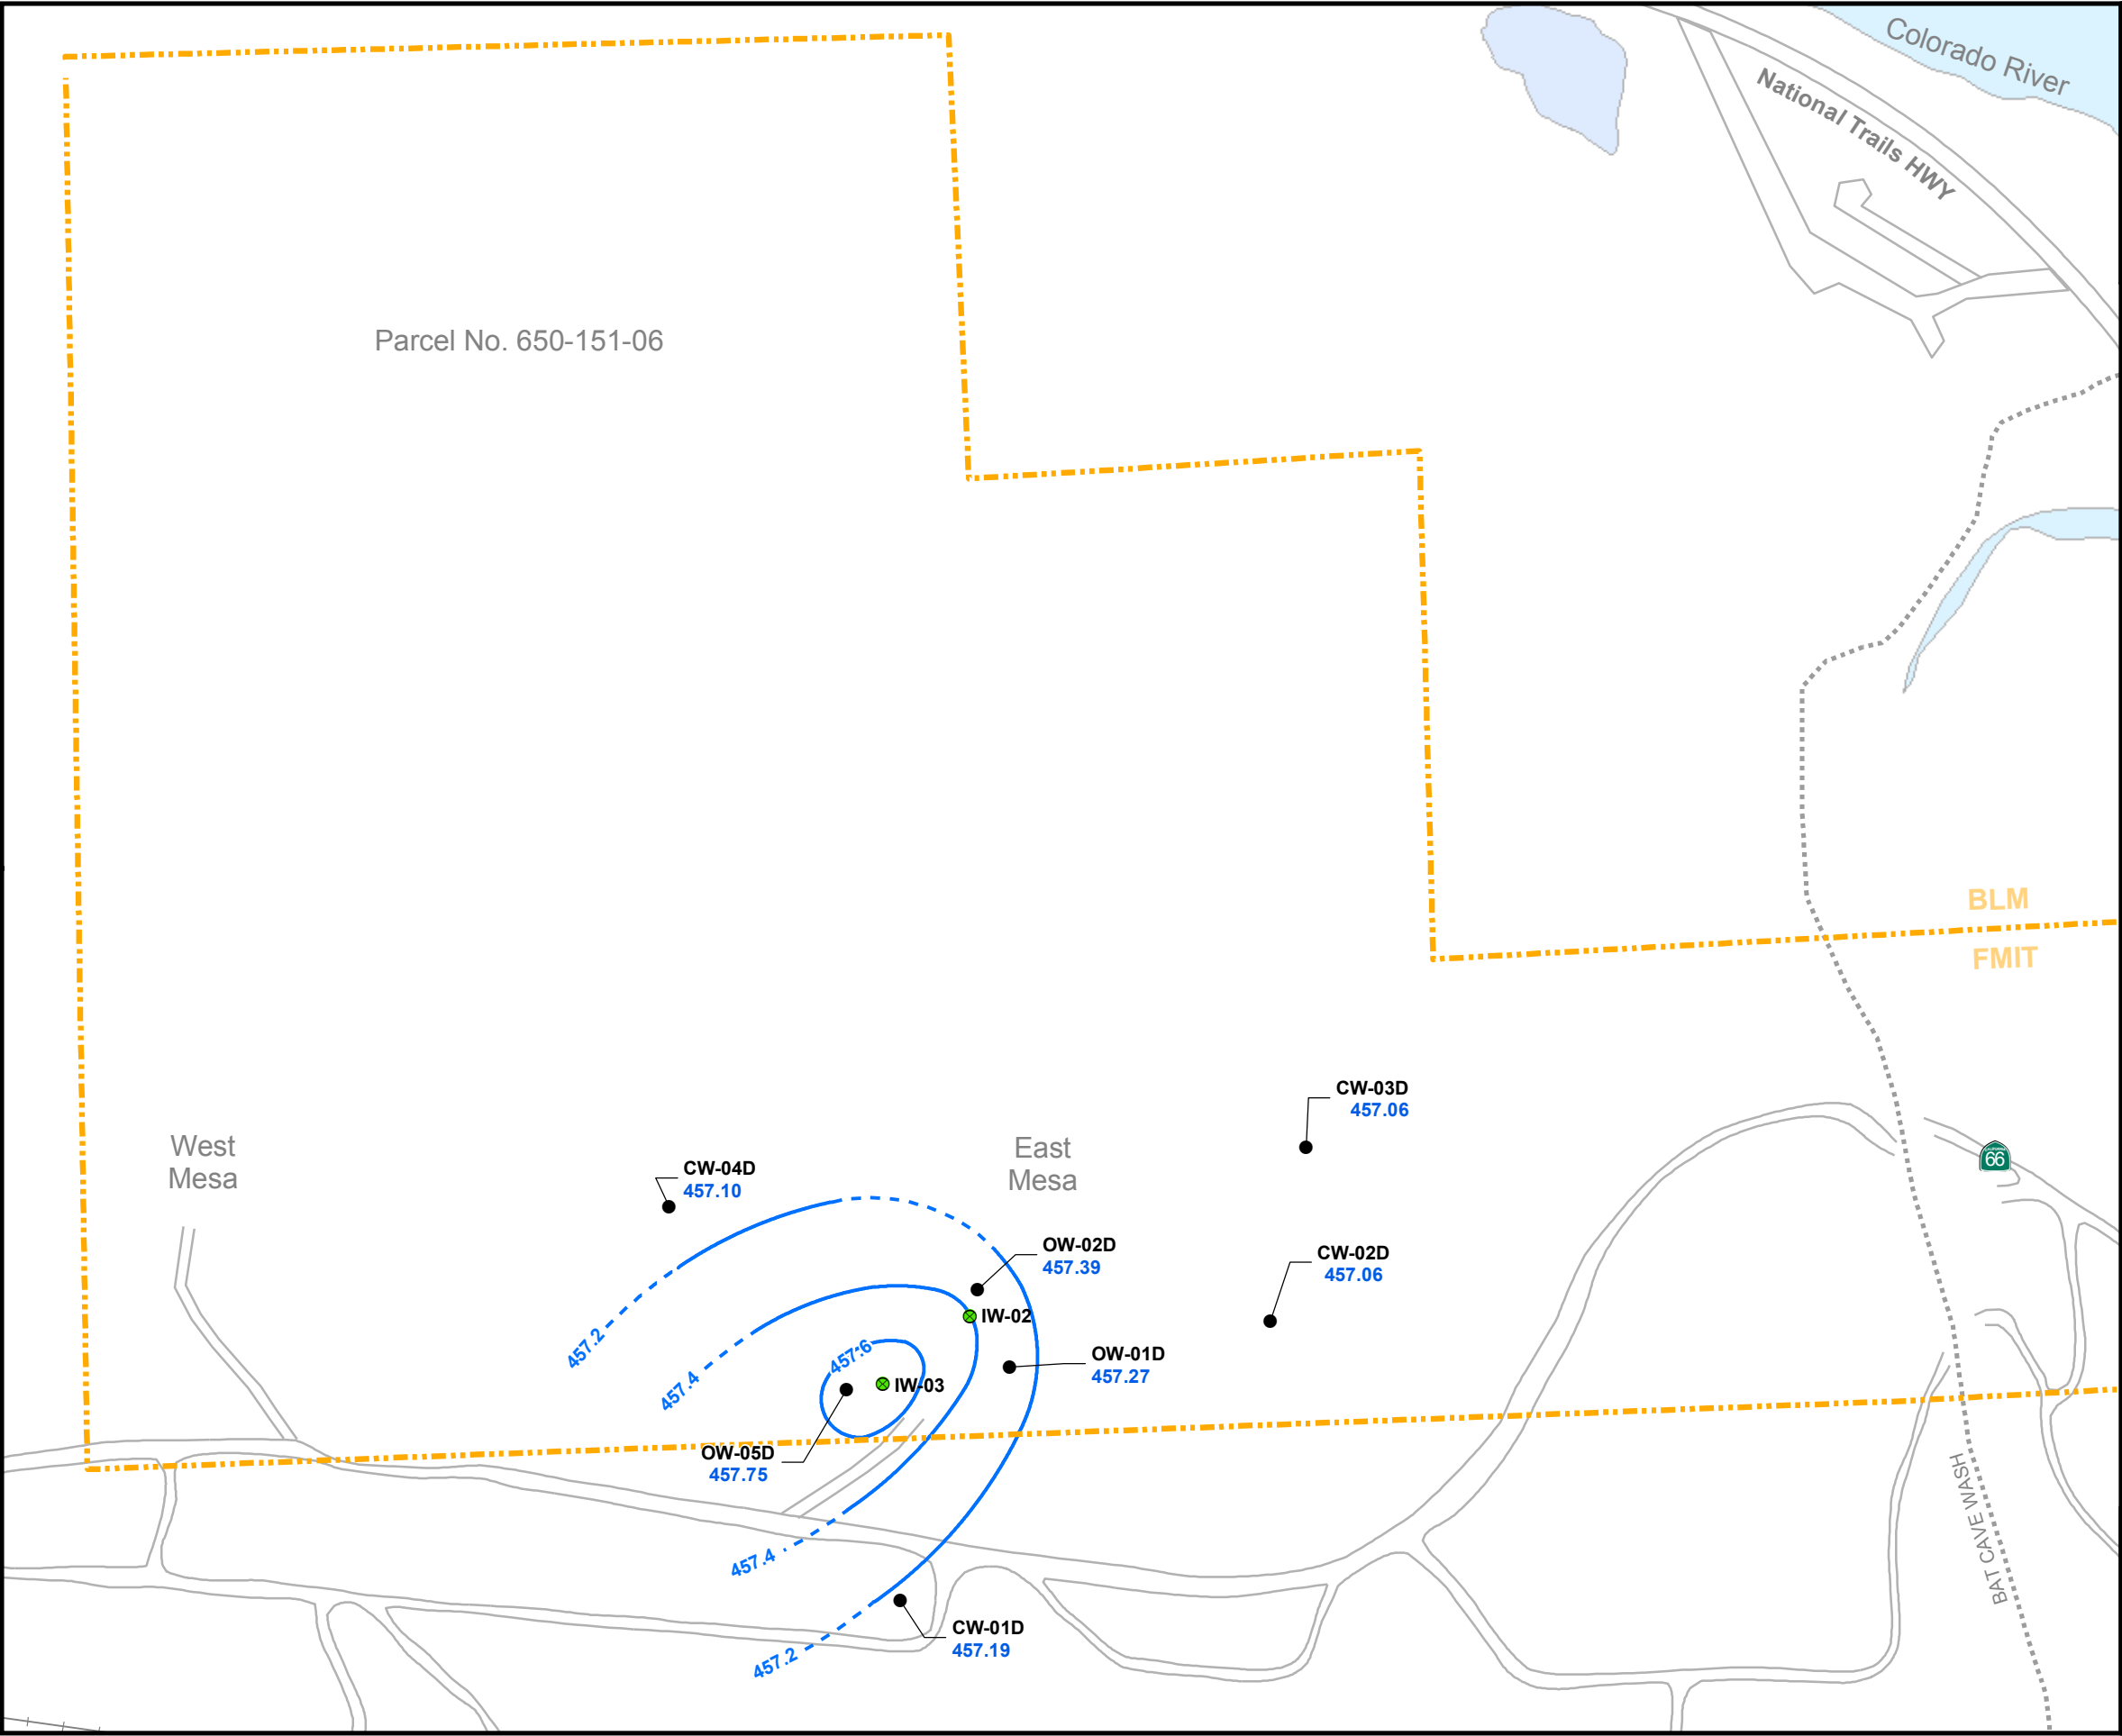 Colorado River
National Trails HWY
Parcel No. 650-151-06
BLM
FMIT
CW-03D
457.06
West
Mesa
East
Mesa
CW-04D
457.10
66
OW-02D
457.39
CW-02D
457.06
IW-02
457.2
457.6
OW-01D
457.27
457.4
IW-03
OW-05D
457.75
BAT CAVE WASH
457.4
CW-01D
457.19
457.2